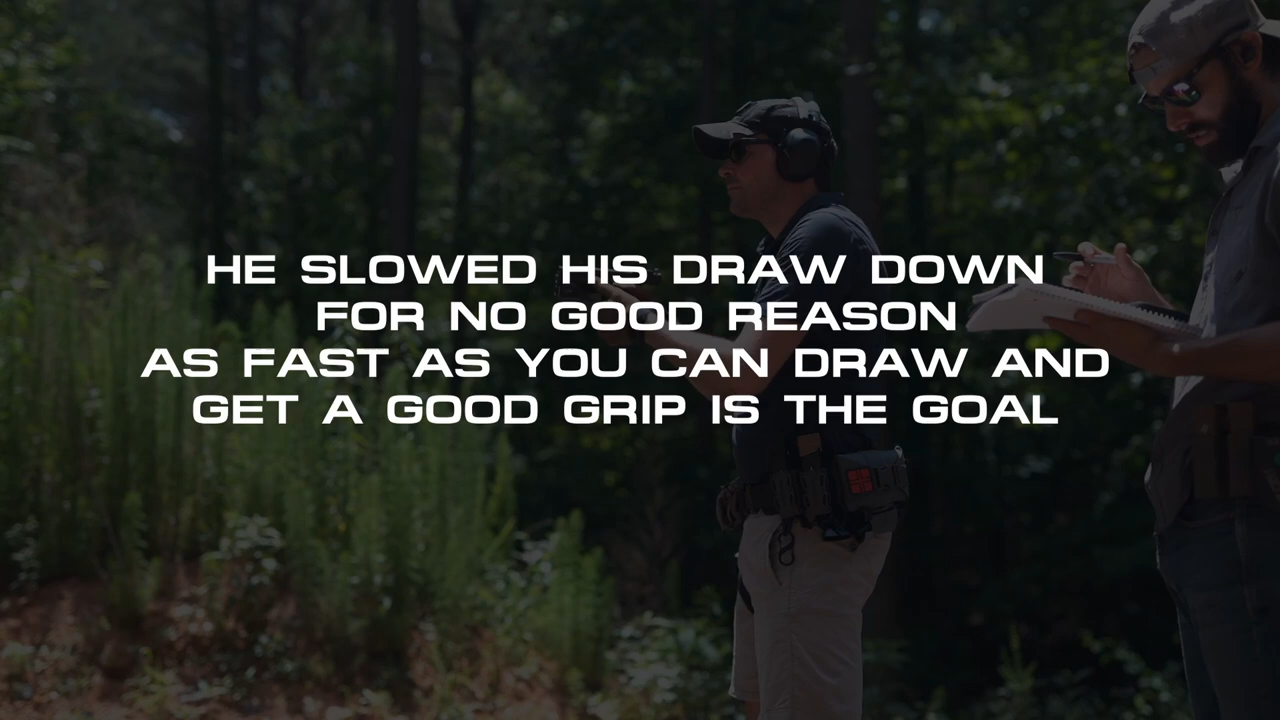 HE SLOWED HIS DRAW DOWN
FOR NO GOOD REASON
AS FAST AS YOU CAN DRAW AND
GET A GOOD GRIP IS THE GOAL